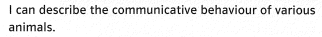 I can describe the communicative behaviour of various
animals.